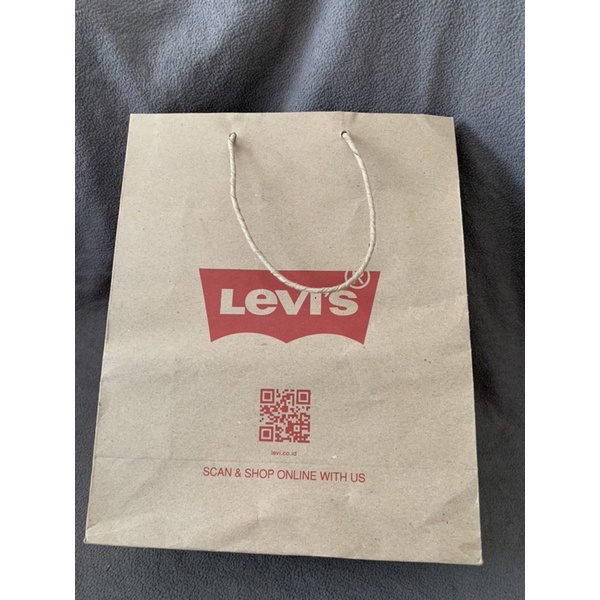 Levi's®
levi.co.id
SCAN & SHOP ONLINE WITH US